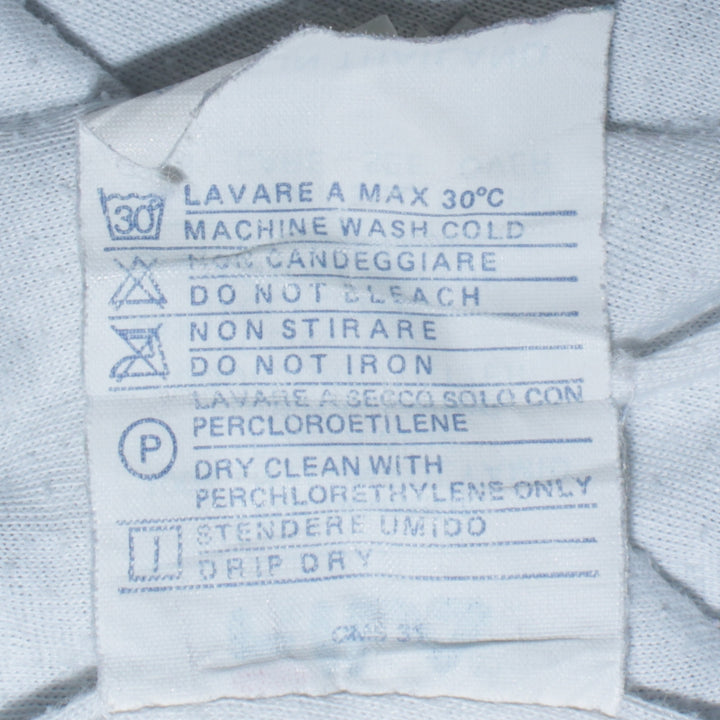 30°
LAVARE A MAX 30°C
MACHINE WASH COLD
NON CANDEGGIARE
DO NOT BLEACH
NON STIRARE
DO NOT IRON
LAVARE A SECCO SOLO CON
PERCLOROETILENE
P
DRY CLEAN WITH
PERCHLORETHYLENE ONLY
STENDERE UMIDO
DRIP DRY